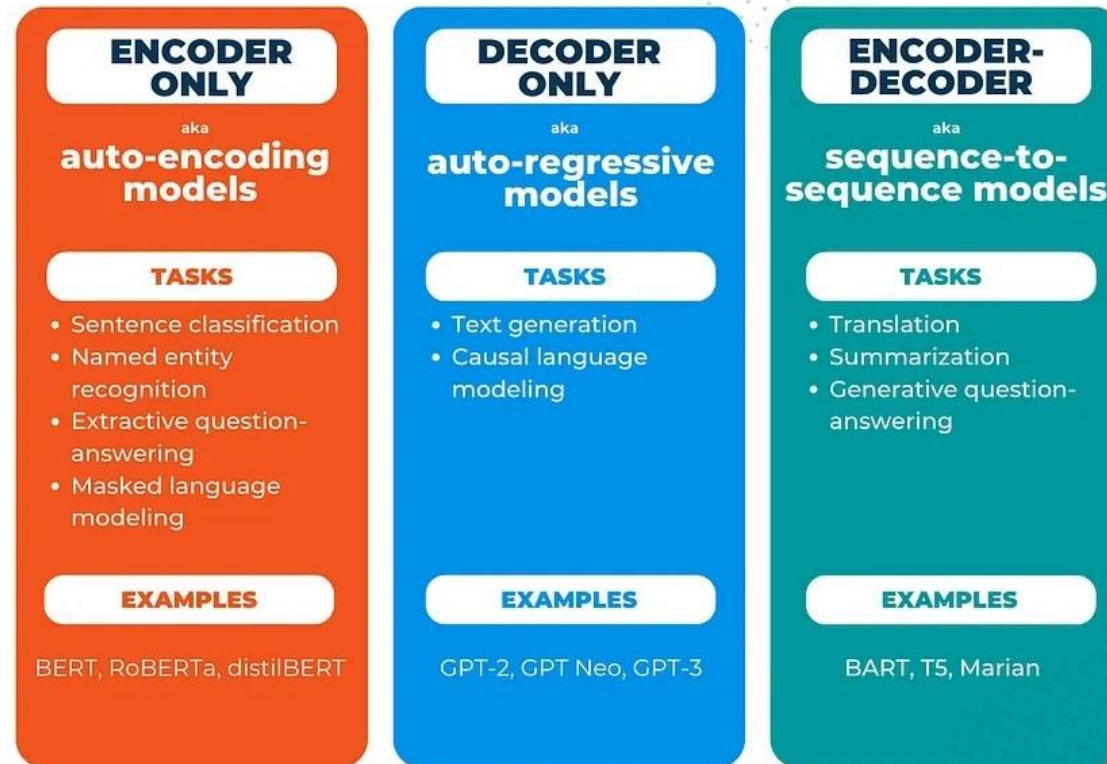 ENCODER
ONLY
aka
auto-encoding
models
TASKS
• Sentence classification
• Named entity
recognition
• Extractive question-
answering
• Masked language
modeling
EXAMPLES
BERT, RoBERTa, distilBERT
DECODER
ONLY
aka
auto-regressive
models
TASKS
• Text generation
• Causal language
modeling
EXAMPLES
GPT-2, GPT Neo, GPT-3
ENCODER-
DECODER
aka
sequence-to-
sequence models
TASKS
• Translation
• Summarization
• Generative question-
answering
EXAMPLES
BART, T5, Marian